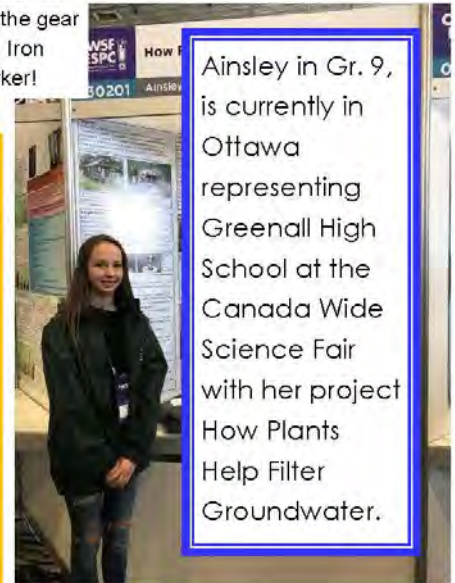 the gear
Iron
ker!
WSF
ESPC
How
30201
Ainsley
Ainsley in Gr. 9,
is currently in
Ottawa
representing
Greenall High
School at the
Canada Wide
Science Fair
with her project
How Plants
Help Filter
Groundwater.